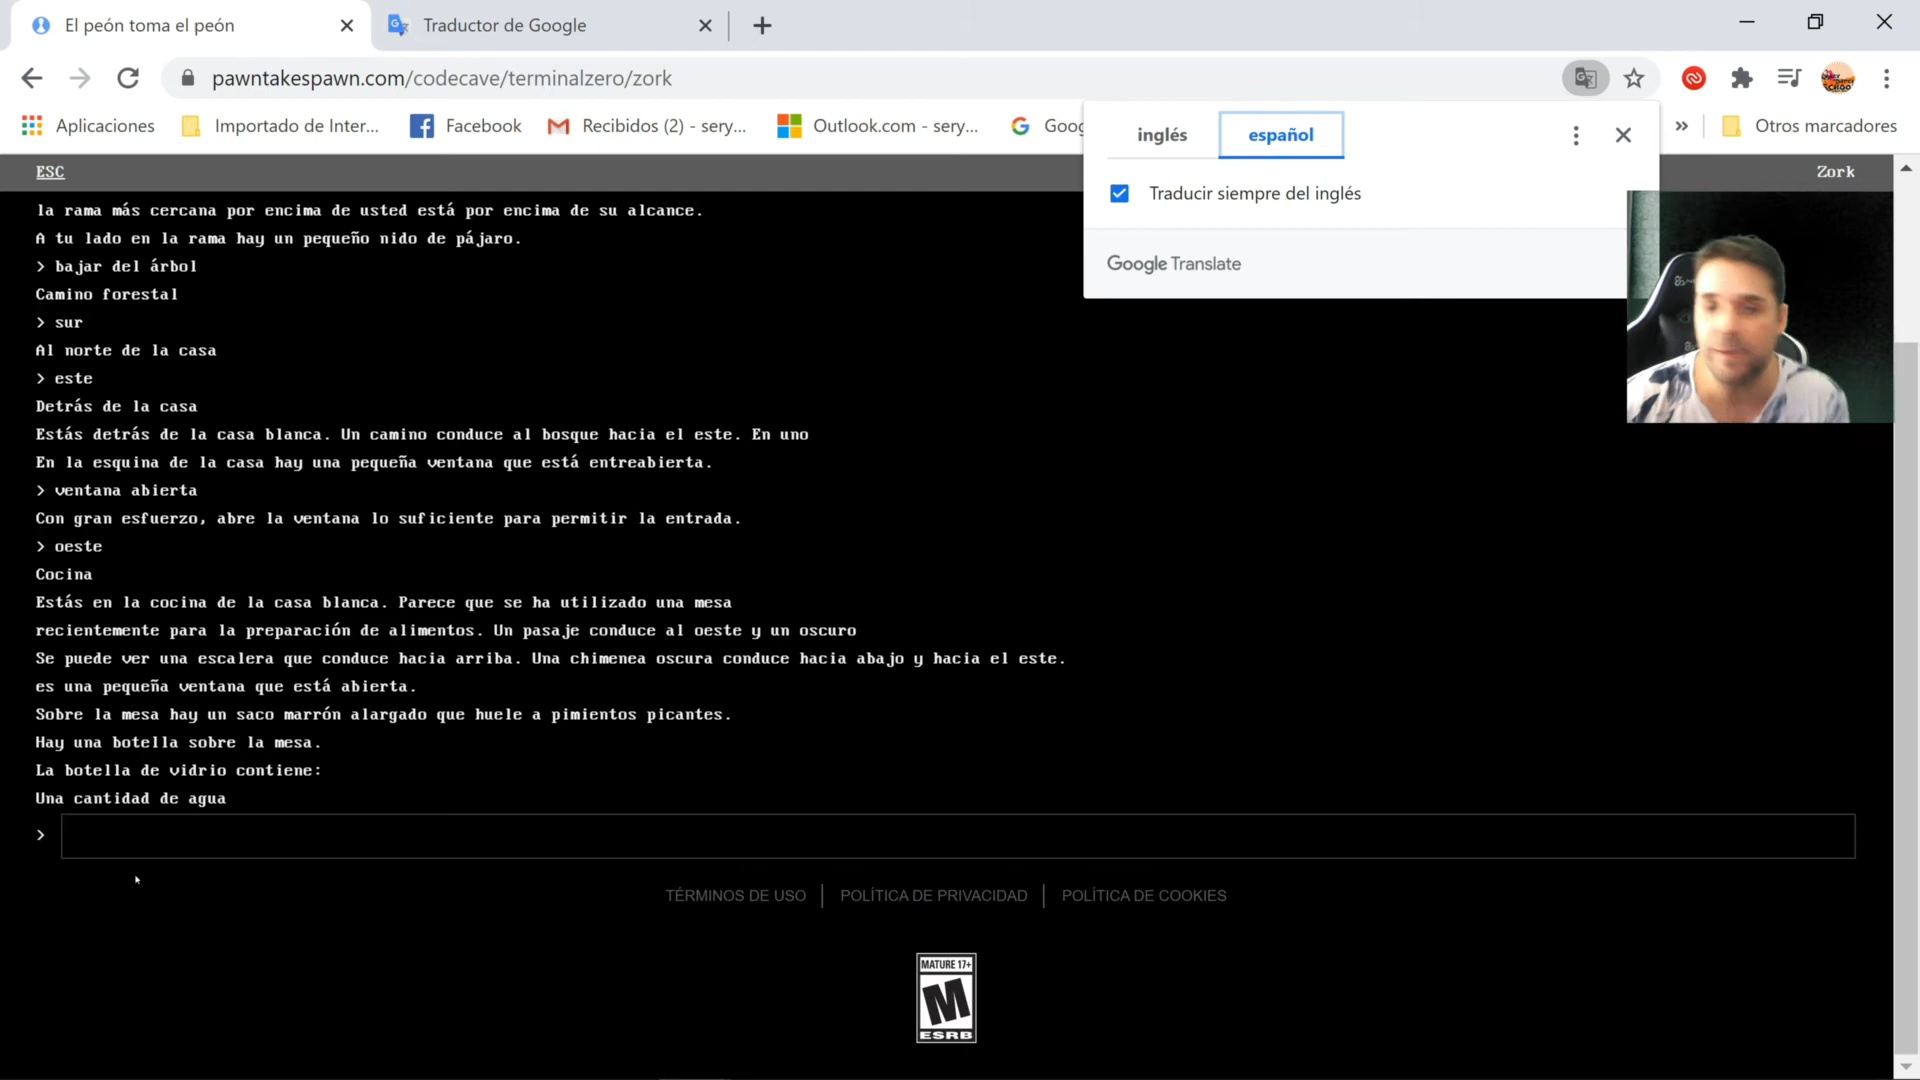 El peón toma el peón
Traductor de Google
pawntakespawn.com/codecave/terminalzero/zork
Aplicaciones
Importado de Inter...
Facebook
Recibidos (2) - sery...
Outlook.com - sery...
Goog
Otros marcadores
inglés
español
Traducir siempre del inglés
Google Translate
ESC
Zork
la rama más cercana por encima de usted está por encima de su alcance.
A tu lado en la rama hay un pequeño nido de pájaro.
> bajar del árbol
Camino forestal
> sur
Al norte de la casa
> este
Detrás de la casa
Estás detrás de la casa blanca. Un camino conduce al bosque hacia el este. En uno
En la esquina de la casa hay una pequeña ventana que está entreabierta.
> ventana abierta
Con gran esfuerzo, abre la ventana lo suficiente para permitir la entrada.
> oeste
Cocina
Estás en la cocina de la casa blanca. Parece que se ha utilizado una mesa
recientemente para la preparación de alimentos. Un pasaje conduce al oeste y un oscuro
Se puede ver una escalera que conduce hacia arriba. Una chimenea oscura conduce hacia abajo y hacia el este.
es una pequeña ventana que está abierta.
Sobre la mesa hay un saco marrón alargado que huele a pimientos picantes.
Hay una botella sobre la mesa.
La botella de vidrio contiene:
Una cantidad de agua
>
TÉRMINOS DE USO
POLÍTICA DE PRIVACIDAD
POLÍTICA DE COOKIES
MATURE 17+
M
ESRB